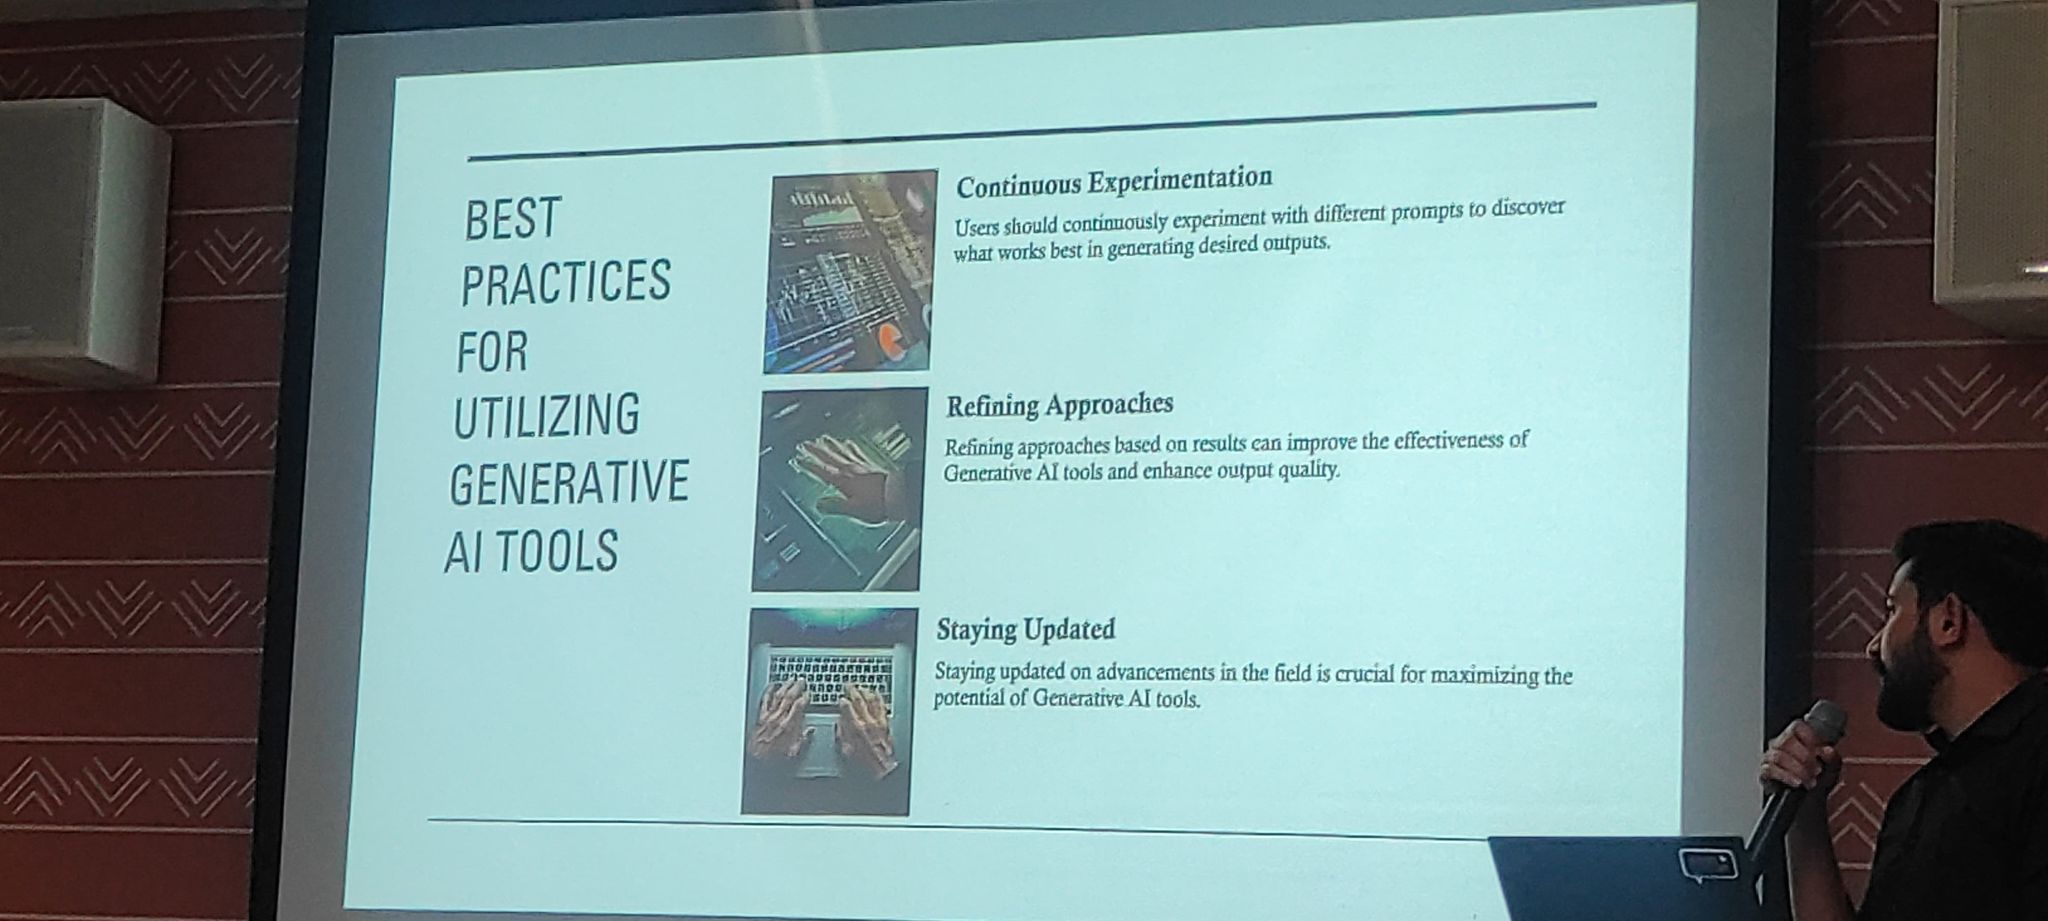 BEST
PRACTICES
FOR
UTILIZING
GENERATIVE
AI TOOLS
Continuous Experimentation
Users should continuously experiment with different prompts to discover
what works best in generating desired outputs.
Refining Approaches
Refining approaches based on results can improve the effectiveness of
Generative AI tools and enhance output quality.
Staying Updated
Staying updated on advancements in the field is crucial for maximizing the
potential of Generative AI tools.